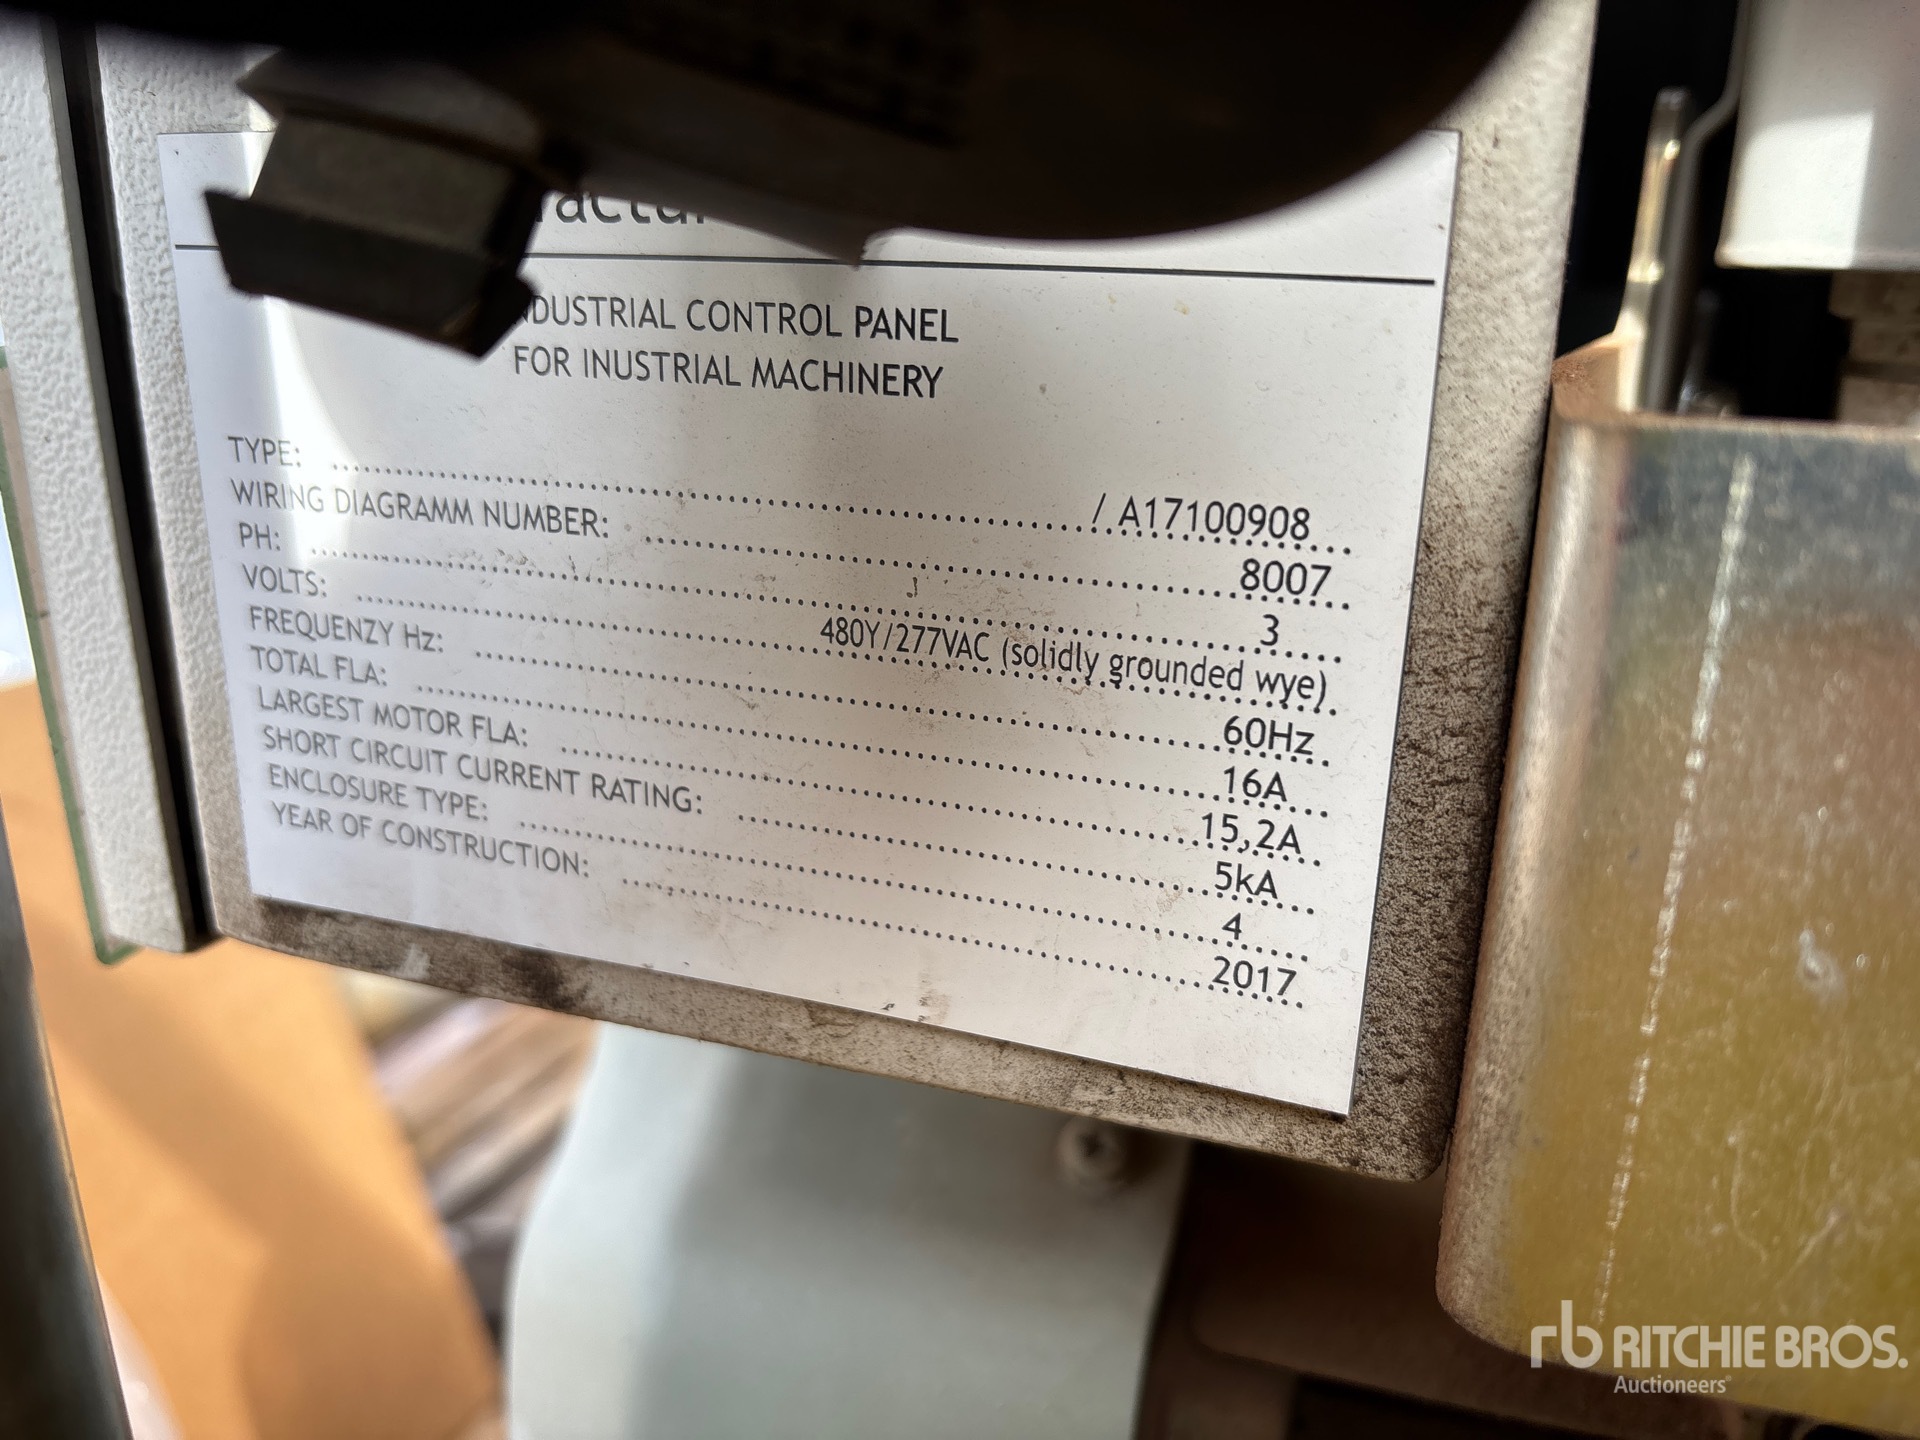 INDUSTRIAL CONTROL PANEL
FOR INUSTRIAL MACHINERY
TYPE: / A17100908
WIRING DIAGRAMM NUMBER: 8007
PH: 3
VOLTS: 480Y/277VAC (solidly grounded wye)
FREQUENZY Hz: 60Hz
TOTAL FLA: 16A
LARGEST MOTOR FLA: 15,2A
SHORT CIRCUIT CURRENT RATING: 5kA
ENCLOSURE TYPE: 4
YEAR OF CONSTRUCTION: 2017
rb RITCHIE BROS.
Auctioneers